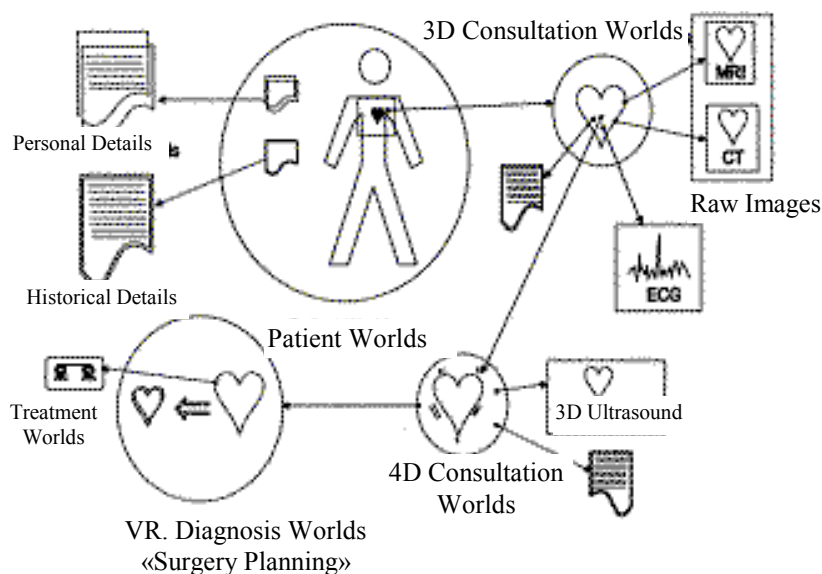 3D Consultation Worlds
MRI
CT
Raw Images
Personal Details
Historical Details
ECG
Patient Worlds
Treatment
Worlds
3D Ultrasound
4D Consultation
Worlds
VR. Diagnosis Worlds
«Surgery Planning»